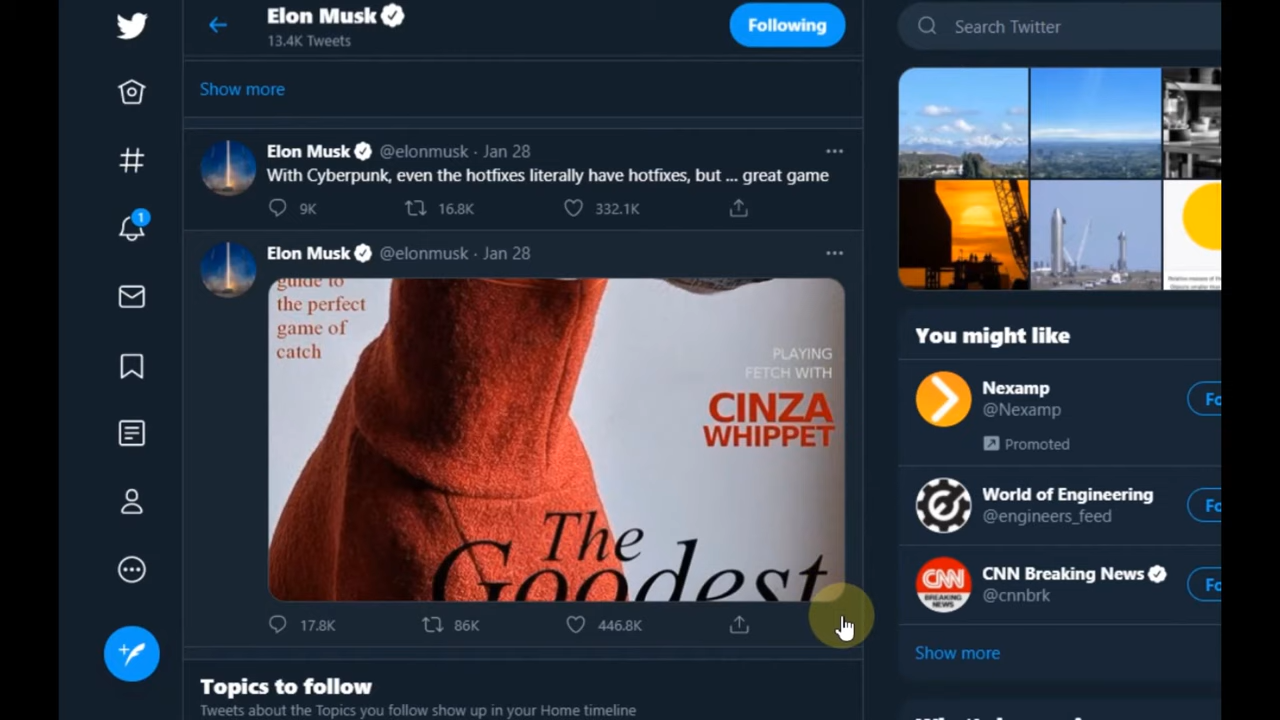 Elon Musk
13.4K Tweets
Following
Search Twitter
Show more
Elon Musk @elonmusk · Jan 28
With Cyberpunk, even the hotfixes literally have hotfixes, but ... great game
9K 16.8K 332.1K
Elon Musk @elonmusk · Jan 28
guide to
the perfect
game of
catch
PLAYING
FETCH WITH
CINZA
WHIPPET
The
Goodest
17.8K 86K 446.8K
Topics to follow
Tweets about the Topics you follow show up in your Home timeline
1
You might like
Nexamp
@Nexamp
Fo
Promoted
World of Engineering
@engineers_feed
Fo
CNN
BREAKING
NEWS
CNN Breaking News
@cnnbrk
Fo
Show more